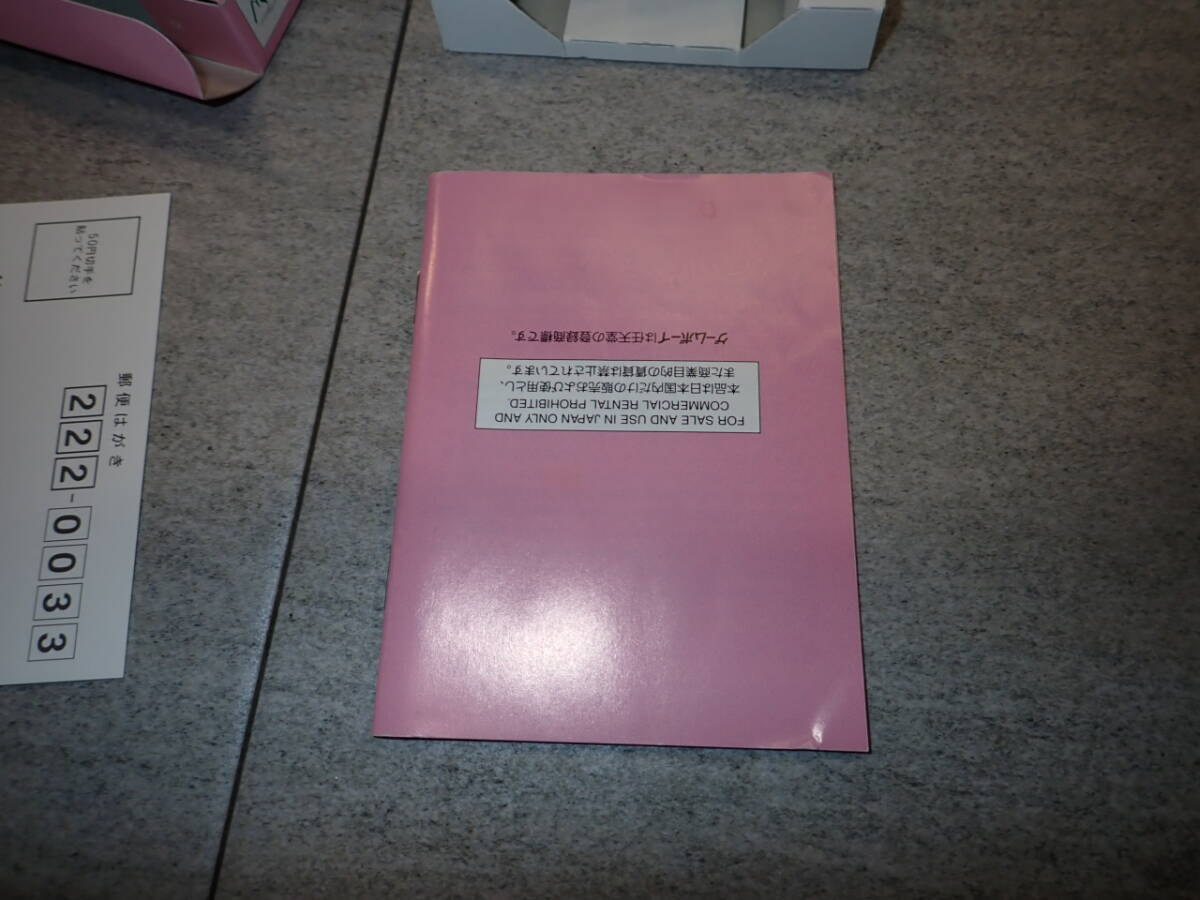 50円切手を
貼ってください
郵便はがき
222-0033
FOR SALE AND USE IN JAPAN ONLY AND
COMMERCIAL RENTAL PROHIBITED.
本品は日本国内だけの販売および使用とし、
また商業目的の賃貸は禁止されています。
ゲームボーイは任天堂の登録商標です。